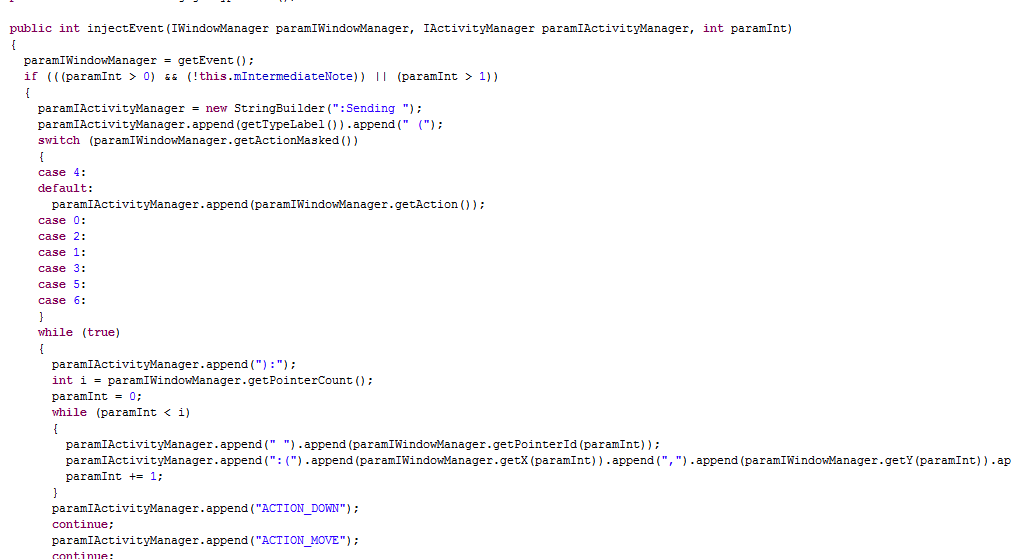 public int injectEvent(IWindowManager paramIWindowManager, IActivityManager paramIActivityManager, int paramInt)
{
  paramIWindowManager = getEvent();
  if (((paramInt > 0) && (!this.mIntermediateNote)) || (paramInt > 1))
  {
    paramIActivityManager = new StringBuilder(":Sending ");
    paramIActivityManager.append(getTypeLabel()).append(" (");
    switch (paramIWindowManager.getActionMasked())
    {
    case 4:
    default:
      paramIActivityManager.append(paramIWindowManager.getAction());
    case 0:
    case 2:
    case 1:
    case 3:
    case 5:
    case 6:
    }
    while (true)
    {
      paramIActivityManager.append("):");
      int i = paramIWindowManager.getPointerCount();
      paramInt = 0;
      while (paramInt < i)
      {
        paramIActivityManager.append(" ").append(paramIWindowManager.getPointerId(paramInt));
        paramIActivityManager.append(":(").append(paramIWindowManager.getX(paramInt)).append(",").append(paramIWindowManager.getY(paramInt)).ap
        paramInt += 1;
      }
      paramIActivityManager.append("ACTION_DOWN");
      continue;
      paramIActivityManager.append("ACTION_MOVE");
      continue;